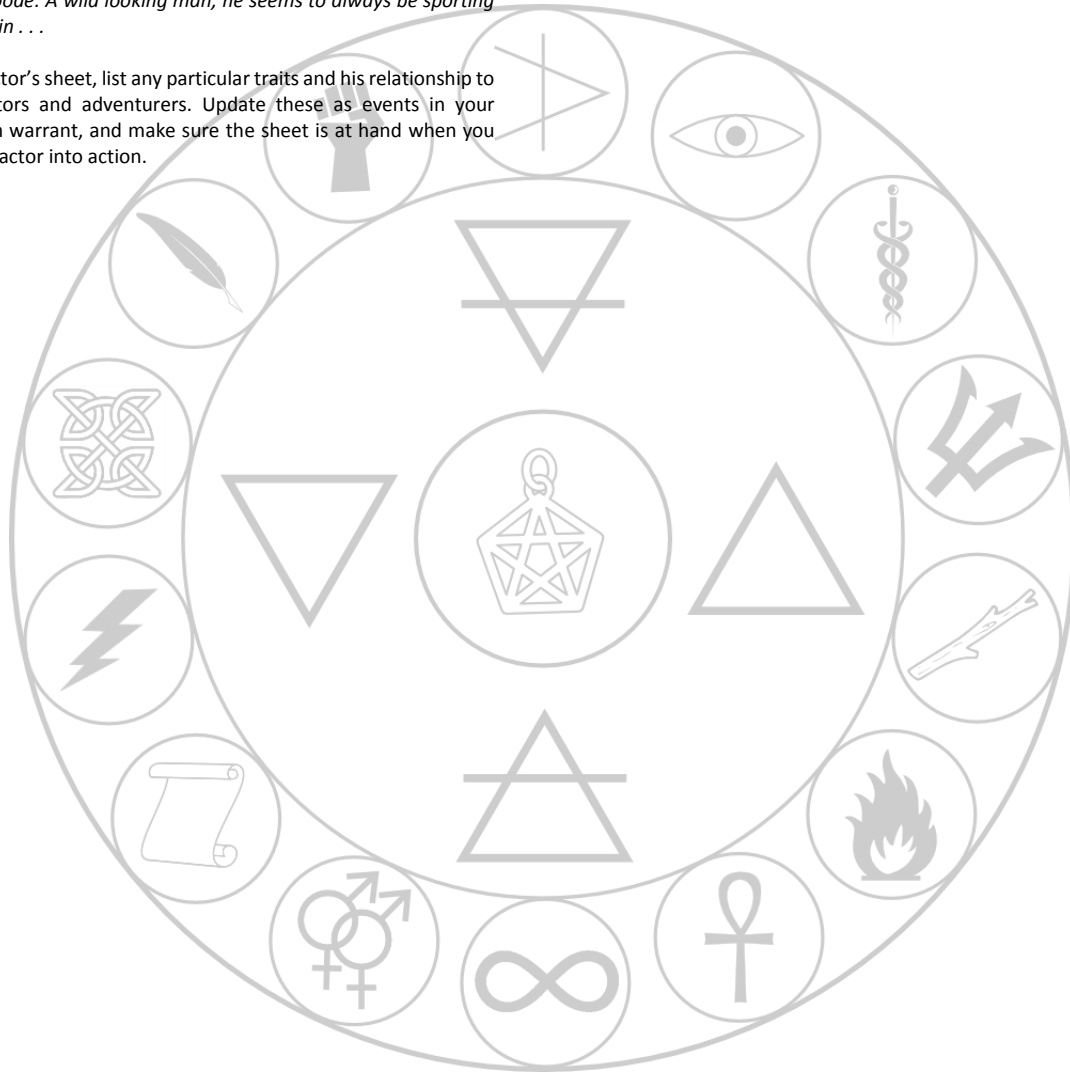 bode. A wild looking man, he seems to always be sporting
in . . .
tor’s sheet, list any particular traits and his relationship to
tors and adventurers. Update these as events in your
warrant, and make sure the sheet is at hand when you
actor into action.